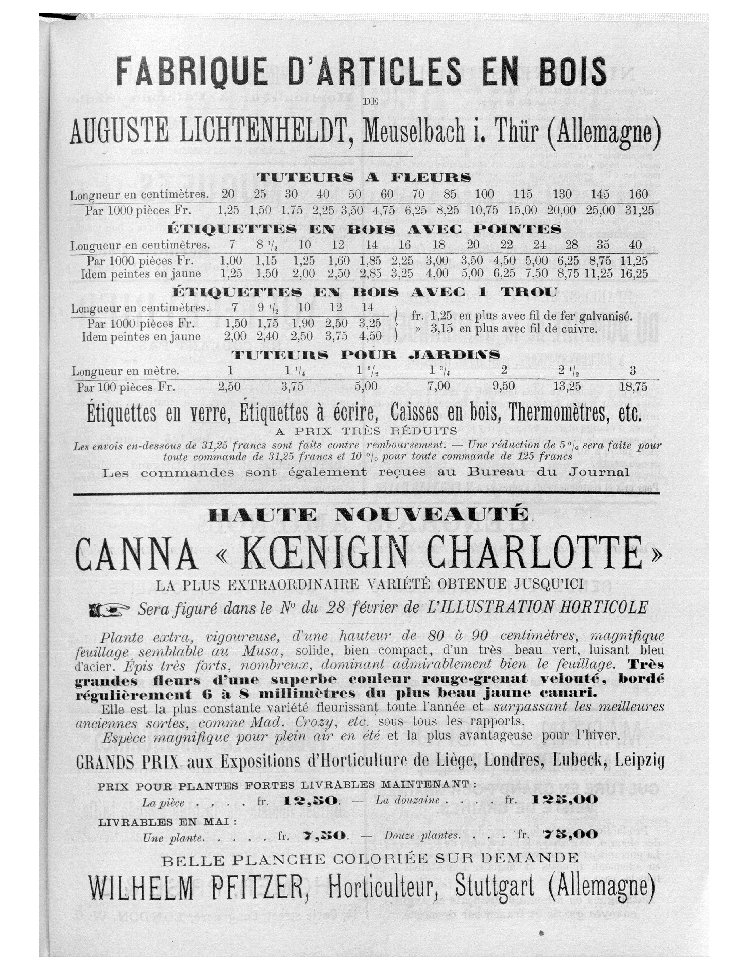 FABRIQUE D'ARTICLES EN BOIS
DE
AUGUSTE LICHTENHELDT, Meuselbach i. Thür (Allemagne)
TUTEURS A FLEURS
Longueur en centimètres. 20 25 30 40 50 60 70 85 100 115 130 145 160
Par 1000 pièces Fr. 1,25 1,50 1.75 2,25 3,50 4,75 6,25 8,25 10,75 15,00 20,00 25,00 31,25
ÉTIQUETTES EN BOIS AVEC POINTES
Longueur en centimètres. 7 8 1/2 10 12 14 16 18 20 22 24 28 35 40
Par 1000 pièces Fr. 1,00 1,15 1,25 1,60 1,85 2,25 3,00 3,50 4,50 5,00 6,25 8,75 11,25
Idem peintes en jaune 1,25 1,50 2,00 2,50 2,85 3,25 4,00 5,00 6,25 7,50 8,75 11,25 16,25
ÉTIQUETTES EN BOIS AVEC 1 TROU
Longueur en centimètres. 7 9 1/2 10 12 14
Par 1000 pièces Fr. 1,50 1,75 1,90 2,50 3,25 } fr. 1,25 en plus avec fil de fer galvanisé.
Idem peintes en jaune 2,00 2,40 2,50 3,75 4,50 } » 3,15 en plus avec fil de cuivre.
TUTEURS POUR JARDINS
Longueur en mètre. 1 1 1/4 1 1/2 1 3/4 2 2 1/2 3
Par 100 pièces Fr. 2,50 3,75 5,00 7,00 9,50 13,25 18,75
Étiquettes en verre, Étiquettes à écrire, Caisses en bois, Thermomètres, etc.
A PRIX TRÈS RÉDUITS
Les envois en-dessous de 31,25 francs sont faits contre remboursement. — Une réduction de 5 % sera faite pour
toute commande de 31,25 francs et 10 % pour toute commande de 125 francs
Les commandes sont également reçues au Bureau du Journal
HAUTE NOUVEAUTÉ
CANNA « KŒNIGIN CHARLOTTE »
LA PLUS EXTRAORDINAIRE VARIÉTÉ OBTENUE JUSQU'ICI
Sera figuré dans le No du 28 février de L'ILLUSTRATION HORTICOLE
Plante extra, vigoureuse, d'une hauteur de 80 à 90 centimètres, magnifique
feuillage semblable au Musa, solide, bien compact, d'un très beau vert, luisant bleu
d'acier. Épis très forts, nombreux, dominant admirablement bien le feuillage. Très
grandes fleurs d'une superbe couleur rouge-grenat velouté, bordé
régulièrement 6 à 8 millimètres du plus beau jaune canari.
Elle est la plus constante variété fleurissant toute l'année et surpassant les meilleures
anciennes sortes, comme Mad. Crozy, etc. sous tous les rapports.
Espèce magnifique pour plein air en été et la plus avantageuse pour l'hiver.
GRANDS PRIX aux Expositions d'Horticulture de Liège, Londres, Lubeck, Leipzig
PRIX POUR PLANTES FORTES LIVRABLES MAINTENANT :
La pièce . . . . fr. 12,50. — La douzaine . . . . fr. 125,00
LIVRABLES EN MAI :
Une plante. . . . . fr. 7,50. — Douze plantes. . . . fr. 75,00
BELLE PLANCHE COLORIÉE SUR DEMANDE
WILHELM PFITZER, Horticulteur, Stuttgart (Allemagne)